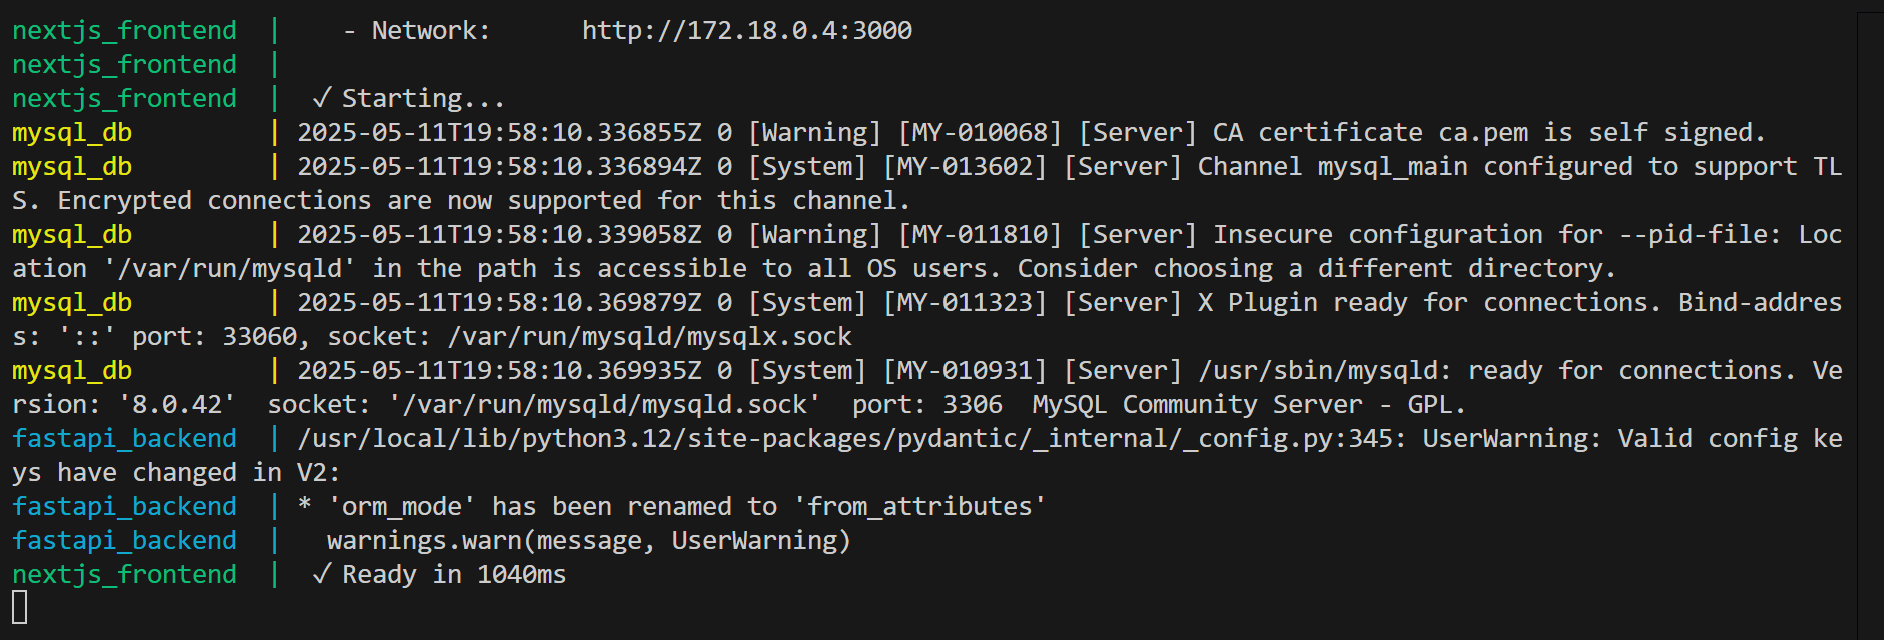 nextjs_frontend  |    - Network:      http://172.18.0.4:3000
nextjs_frontend  |
nextjs_frontend  |  ✓ Starting...
mysql_db         | 2025-05-11T19:58:10.336855Z 0 [Warning] [MY-010068] [Server] CA certificate ca.pem is self signed.
mysql_db         | 2025-05-11T19:58:10.336894Z 0 [System] [MY-013602] [Server] Channel mysql_main configured to support TL
S. Encrypted connections are now supported for this channel.
mysql_db         | 2025-05-11T19:58:10.339058Z 0 [Warning] [MY-011810] [Server] Insecure configuration for --pid-file: Loc
ation '/var/run/mysqld' in the path is accessible to all OS users. Consider choosing a different directory.
mysql_db         | 2025-05-11T19:58:10.369879Z 0 [System] [MY-011323] [Server] X Plugin ready for connections. Bind-addres
s: '::' port: 33060, socket: /var/run/mysqld/mysqlx.sock
mysql_db         | 2025-05-11T19:58:10.369935Z 0 [System] [MY-010931] [Server] /usr/sbin/mysqld: ready for connections. Ve
rsion: '8.0.42'  socket: '/var/run/mysqld/mysqld.sock'  port: 3306  MySQL Community Server - GPL.
fastapi_backend  | /usr/local/lib/python3.12/site-packages/pydantic/_internal/_config.py:345: UserWarning: Valid config ke
ys have changed in V2:
fastapi_backend  | * 'orm_mode' has been renamed to 'from_attributes'
fastapi_backend  |   warnings.warn(message, UserWarning)
nextjs_frontend  |  ✓ Ready in 1040ms